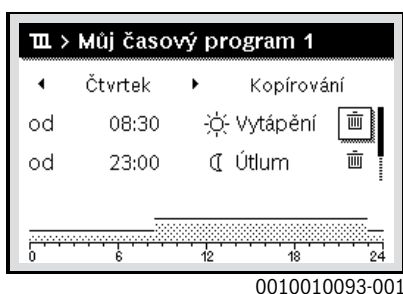 > Můj časový program 1
Čtvrtek Kopírování
od 08:30 Vytápění
od 23:00 Útlum
0 6 12 18 24
0010010093-001